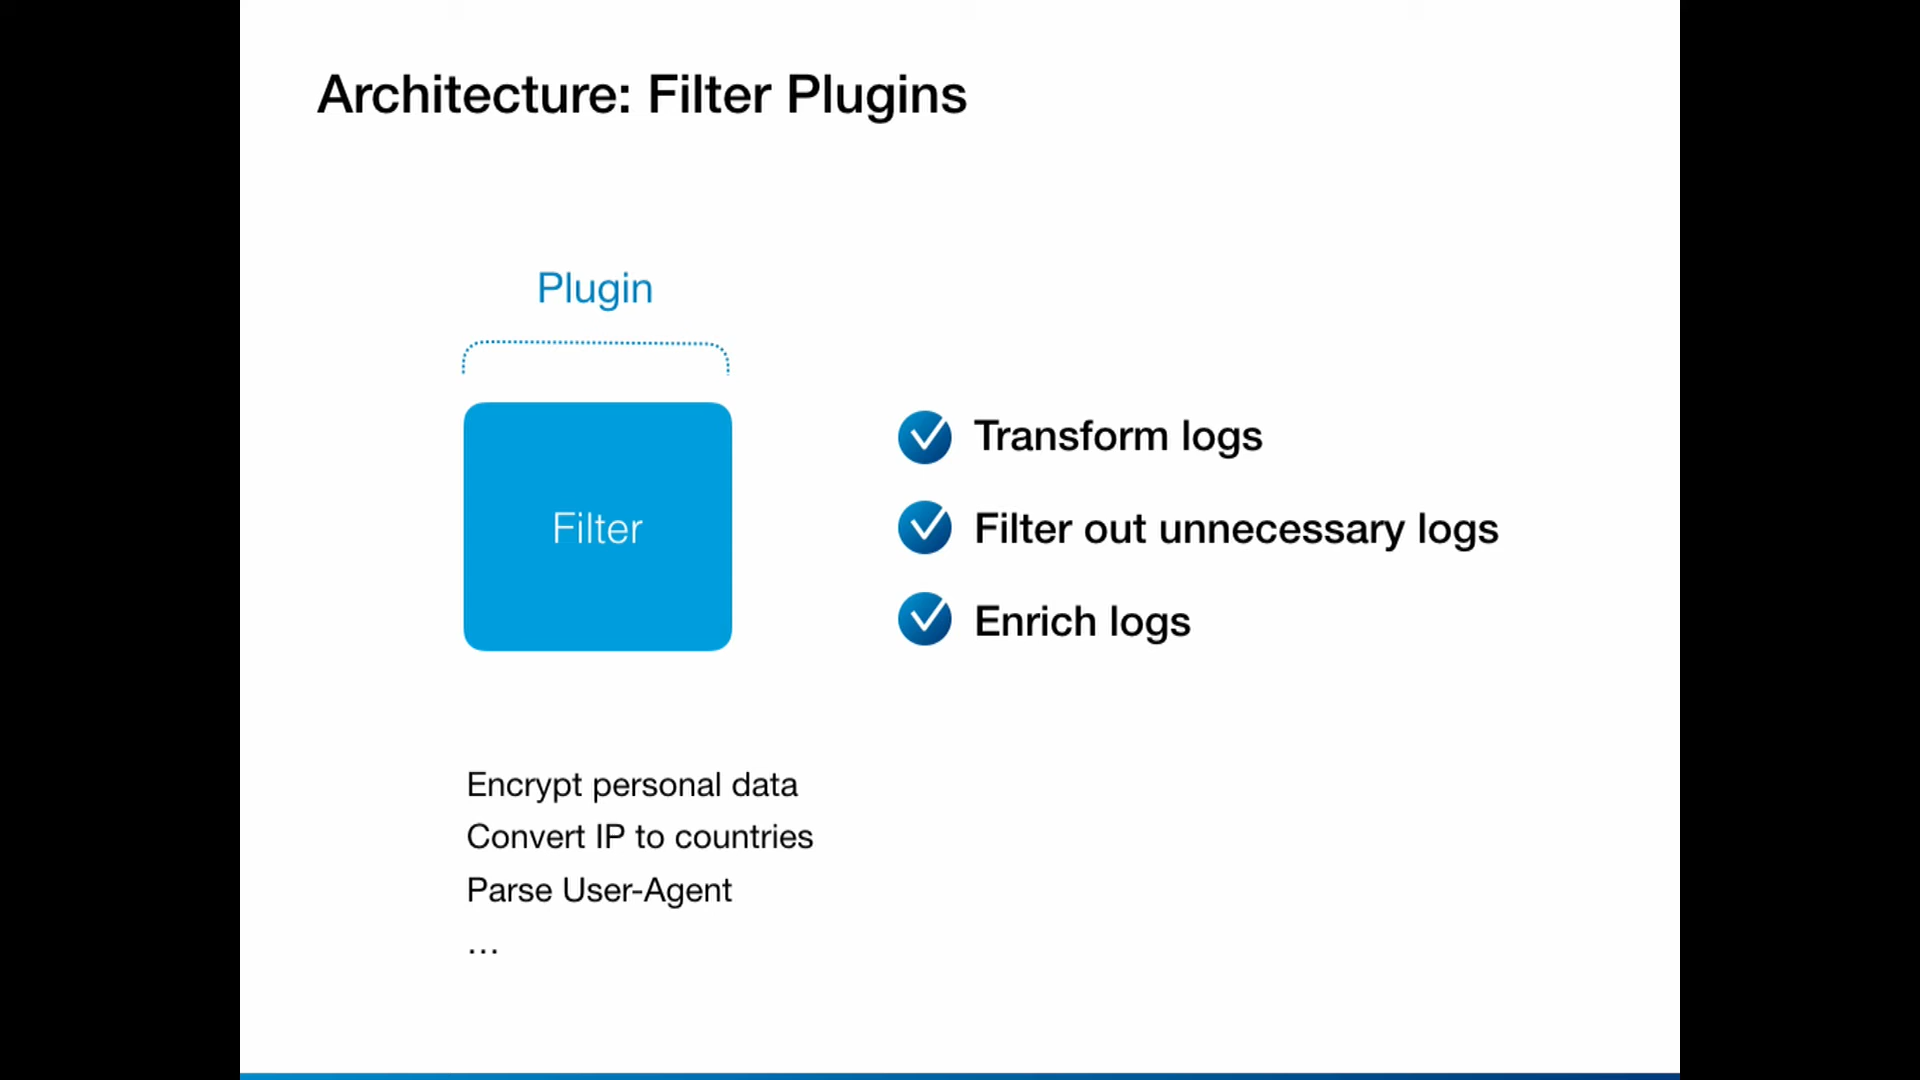 Architecture: Filter Plugins
Plugin
Filter
Transform logs
Filter out unnecessary logs
Enrich logs
Encrypt personal data
Convert IP to countries
Parse User-Agent
…